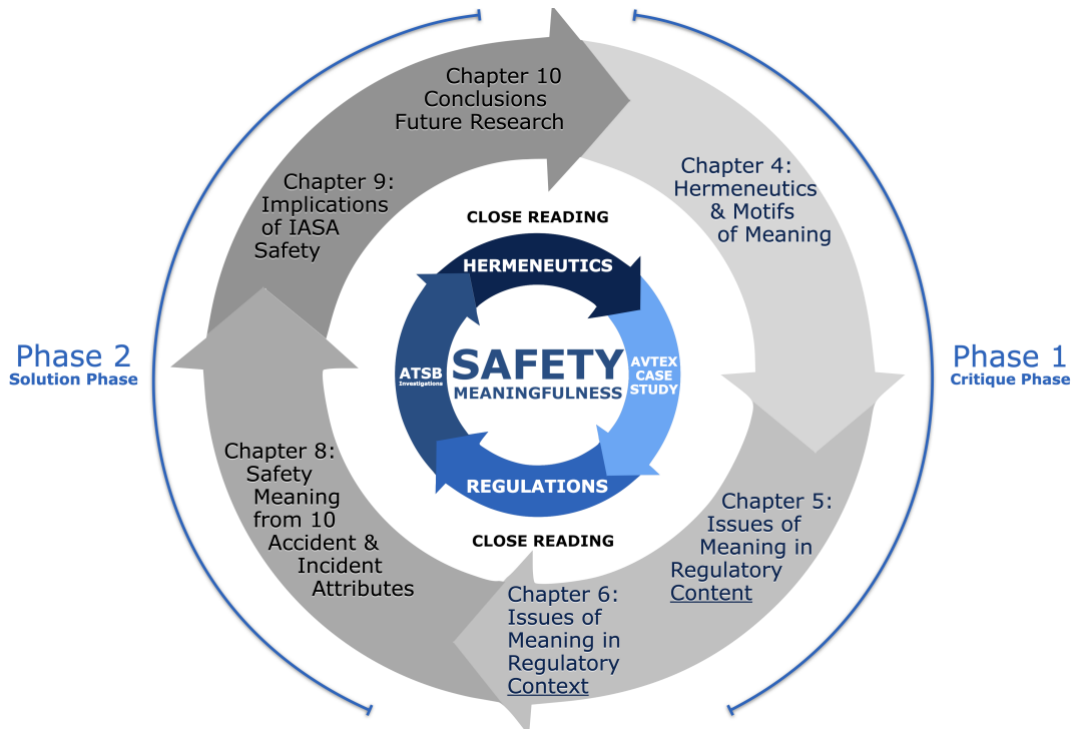 Chapter 10
Conclusions
Future Research
Chapter 9:
Implications
of IASA
Safety
Chapter 4:
Hermeneutics
& Motifs
of Meaning
CLOSE READING
HERMENEUTICS
Phase 2
Solution Phase
ATSB
Investigations
SAFETY
MEANINGFULNESS
AVTEX
CASE
STUDY
Phase 1
Critique Phase
REGULATIONS
CLOSE READING
Chapter 8:
Safety
Meaning
from 10
Accident &
Incident
Attributes
Chapter 5:
Issues of
Meaning in
Regulatory
Content
Chapter 6:
Issues of
Meaning in
Regulatory
Context